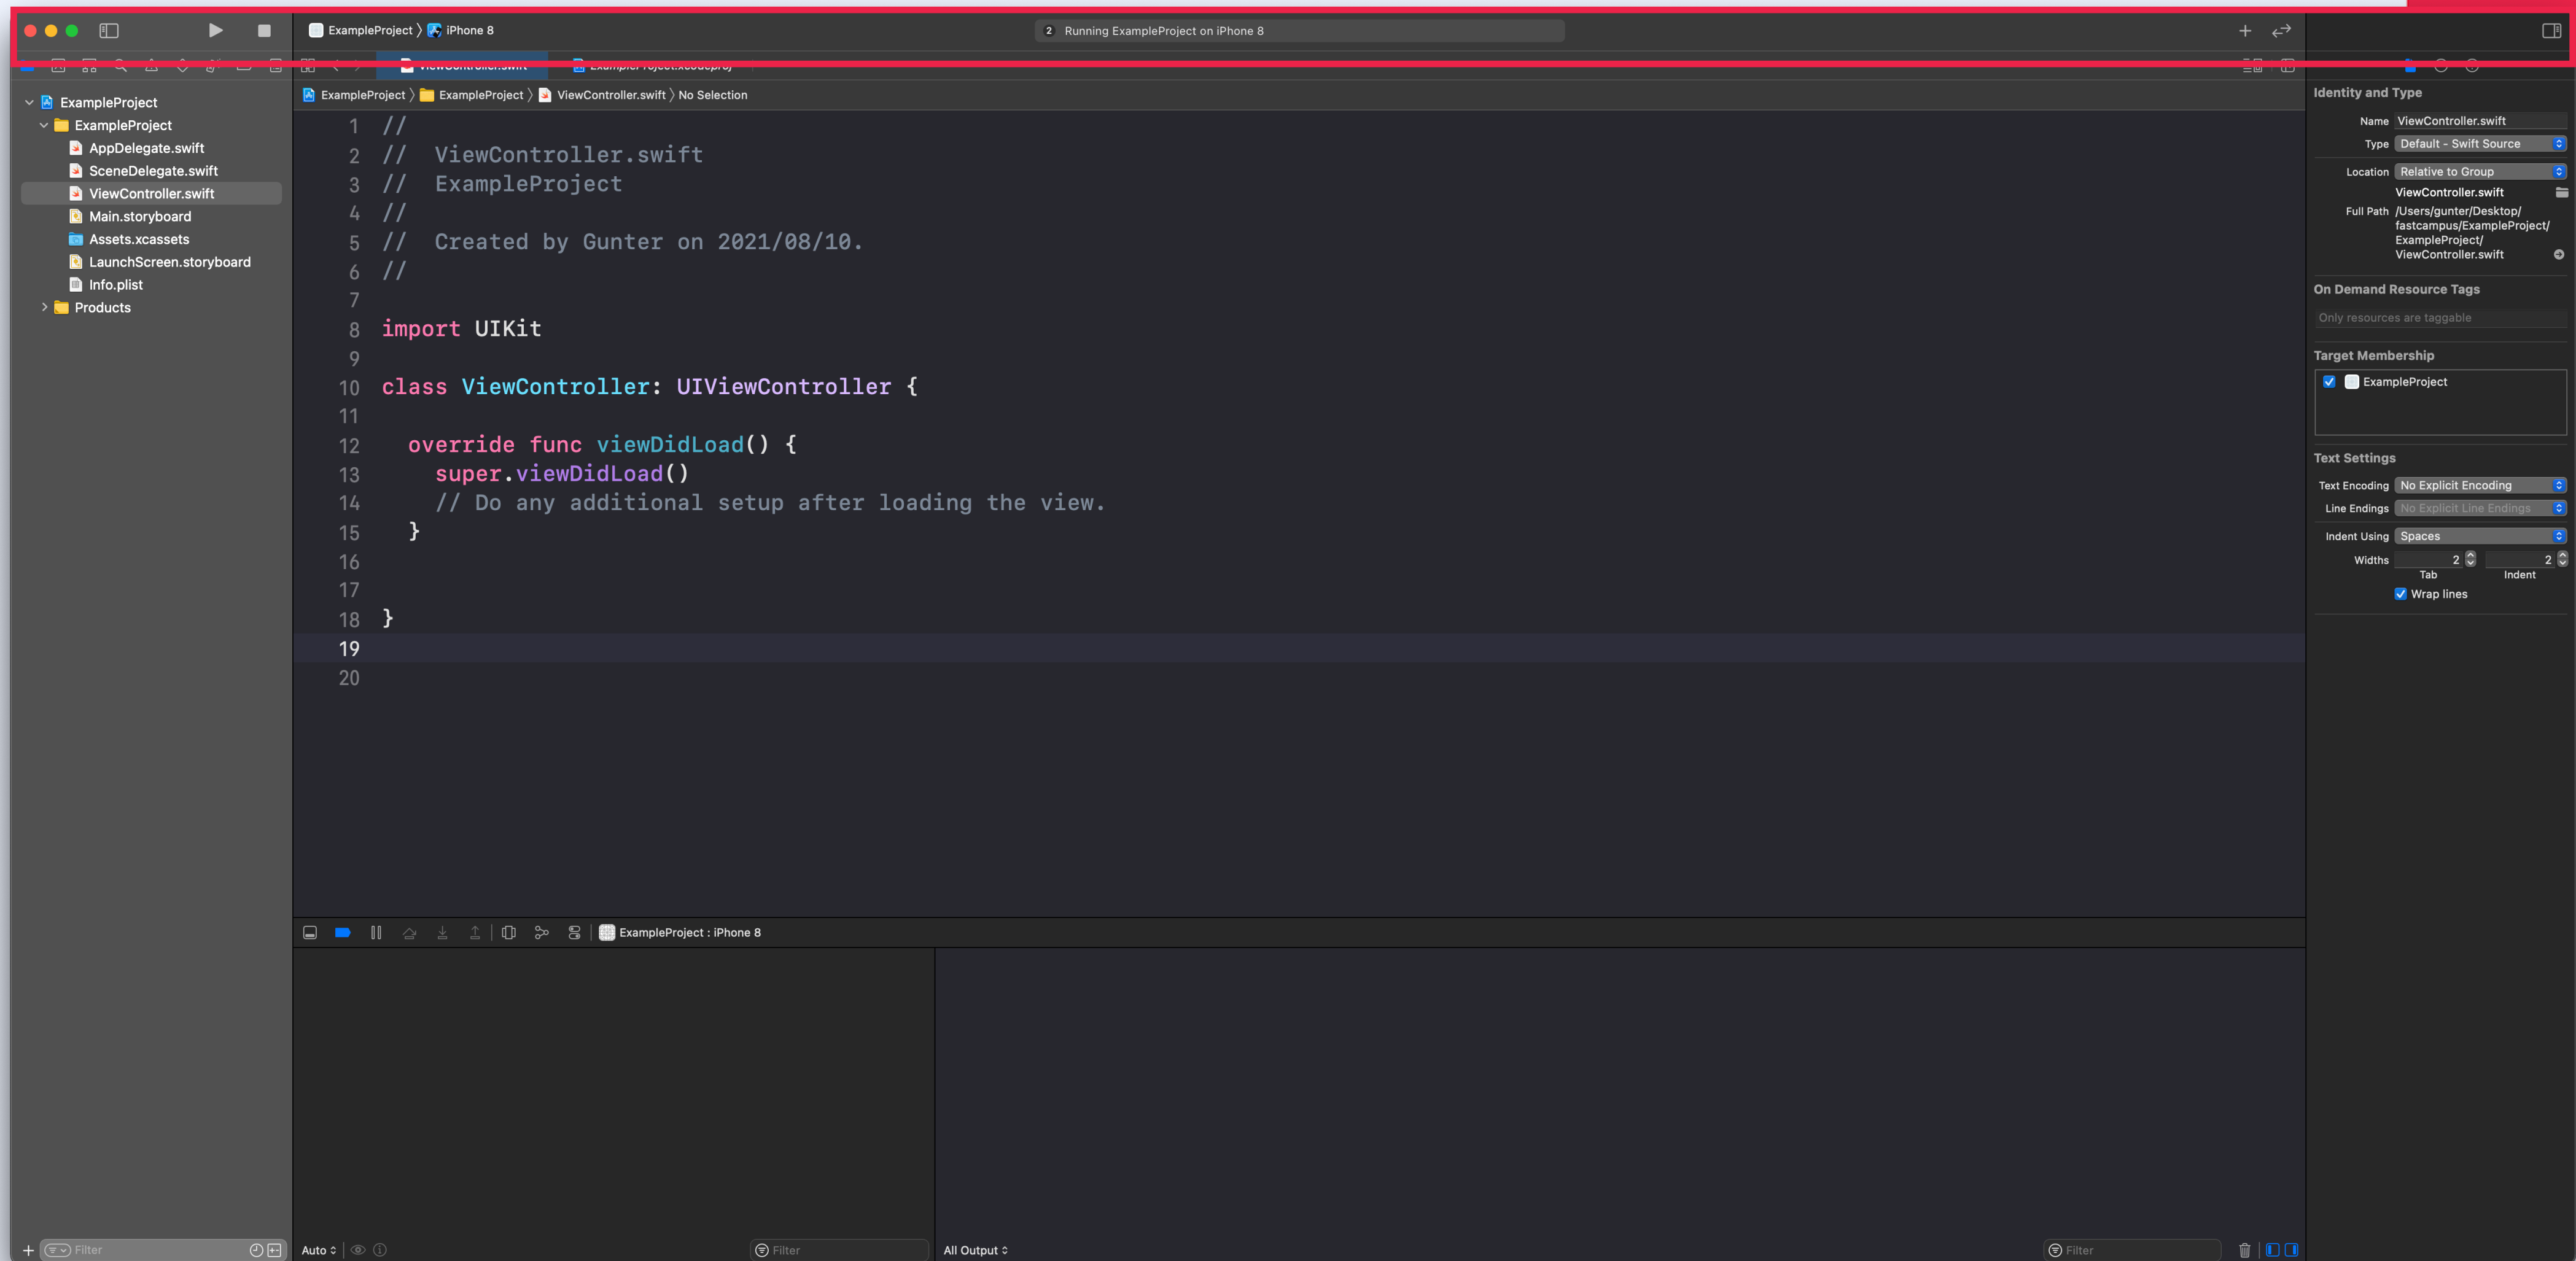 ExampleProject 〉 iPhone 8
2 Running ExampleProject on iPhone 8
ViewController.swift
ExampleProject.xcodeproj
ExampleProject
ExampleProject
AppDelegate.swift
SceneDelegate.swift
ViewController.swift
Main.storyboard
Assets.xcassets
LaunchScreen.storyboard
Info.plist
Products
Filter
ExampleProject 〉 ExampleProject 〉 ViewController.swift 〉 No Selection
1 //
2 //  ViewController.swift
3 //  ExampleProject
4 //
5 //  Created by Gunter on 2021/08/10.
6 //
7
8 import UIKit
9
10 class ViewController: UIViewController {
11
12   override func viewDidLoad() {
13     super.viewDidLoad()
14     // Do any additional setup after loading the view.
15   }
16
17
18 }
19
20
ExampleProject : iPhone 8
Auto
Filter
All Output
Filter
Identity and Type
Name ViewController.swift
Type Default - Swift Source
Location Relative to Group
ViewController.swift
Full Path /Users/gunter/Desktop/
fastcampus/ExampleProject/
ExampleProject/
ViewController.swift
On Demand Resource Tags
Only resources are taggable
Target Membership
ExampleProject
Text Settings
Text Encoding No Explicit Encoding
Line Endings No Explicit Line Endings
Indent Using Spaces
Widths 2 2
Tab Indent
Wrap lines